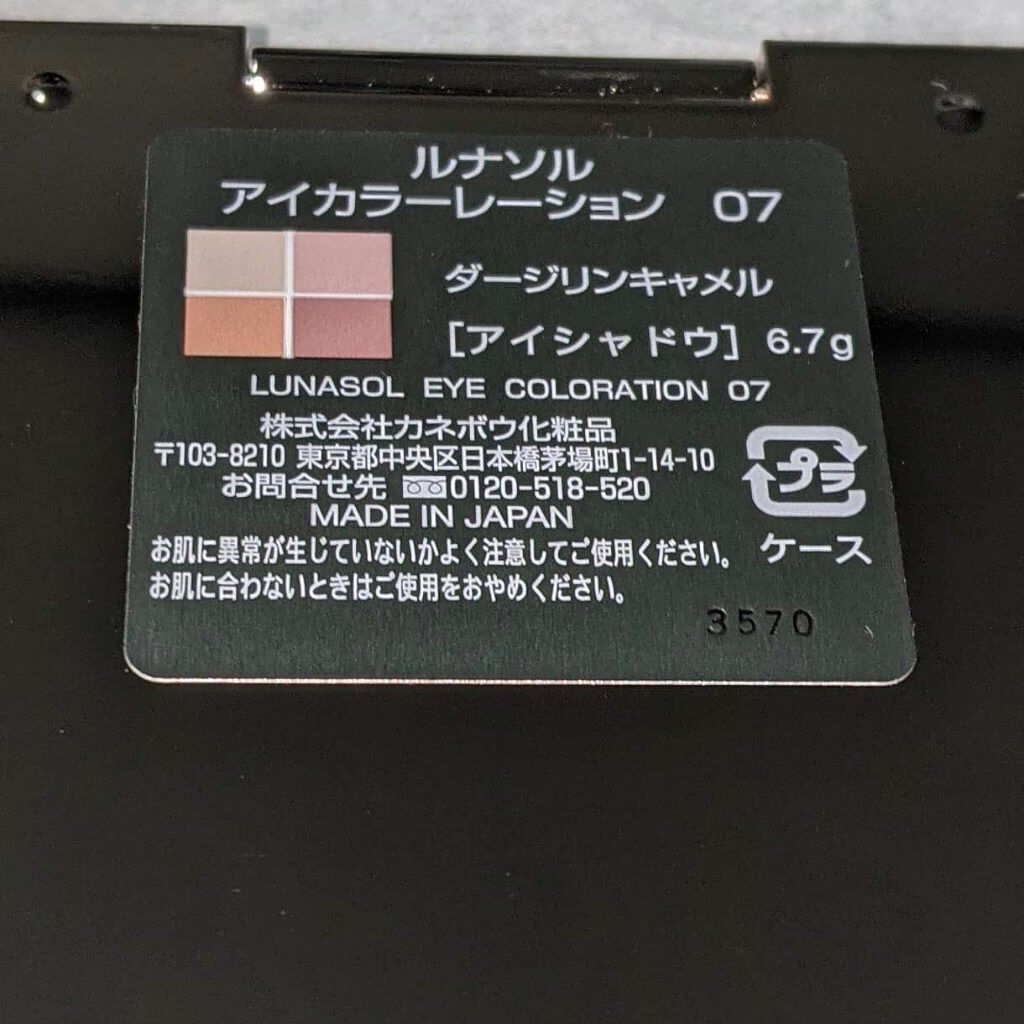 ルナソル
アイカラーレーション 07
ダージリンキャメル
[アイシャドウ] 6.7g
LUNASOL EYE COLORATION 07
株式会社カネボウ化粧品
〒103-8210 東京都中央区日本橋茅場町1-14-10
お問合せ先 0120-518-520
MADE IN JAPAN
プラ
ケース
お肌に異常が生じていないかよく注意してご使用ください。
お肌に合わないときはご使用をおやめください。
3570